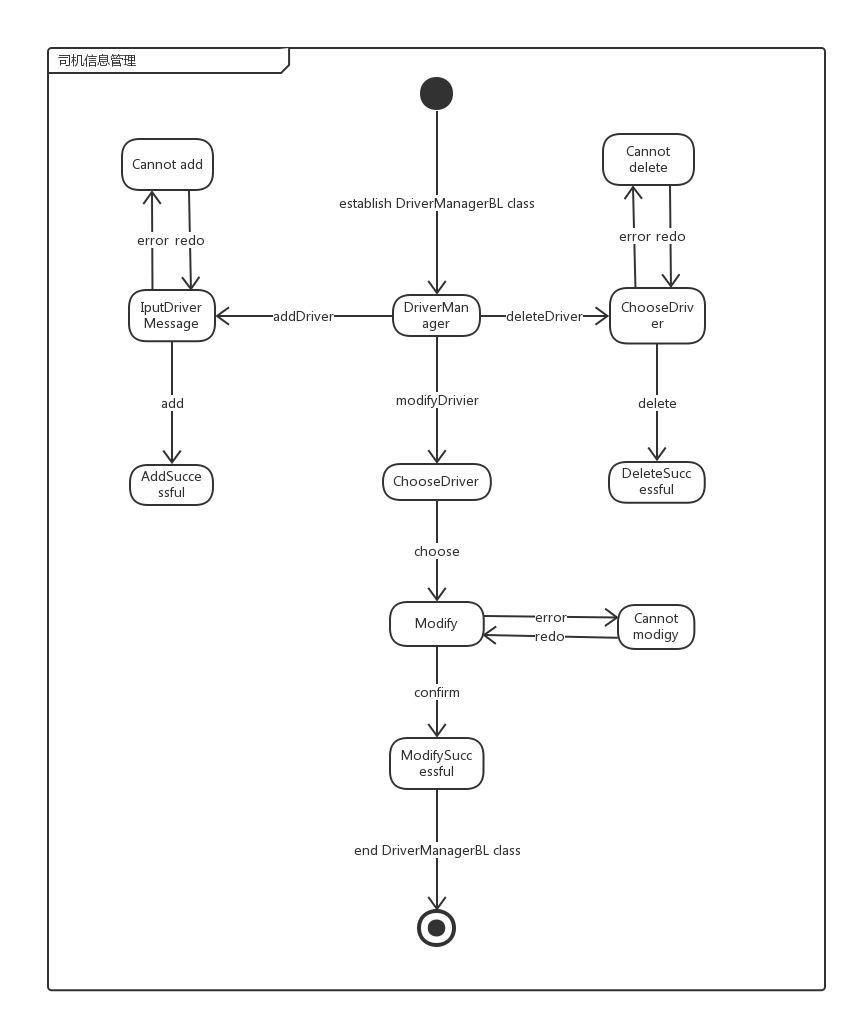 司机信息管理
Cannot add
Cannot
delete
establish DriverManagerBL class
error redo
error redo
IputDriver
Message
addDriver
DriverMan
ager
deleteDriver
ChooseDriv
er
add
modifyDrivier
delete
AddSucce
ssful
ChooseDriver
DeleteSucc
essful
choose
Modify
error
redo
Cannot
modigy
confirm
ModifySucc
essful
end DriverManagerBL class